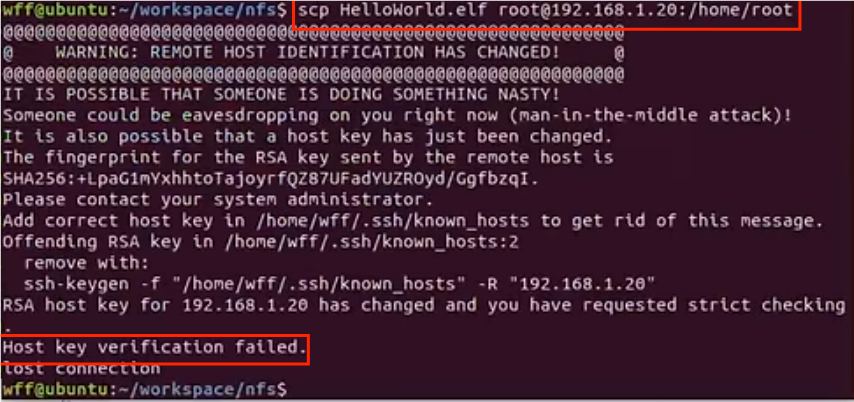 wff@ubuntu:~/workspace/nfs$ scp HelloWorld.elf root@192.168.1.20:/home/root
@@@@@@@@@@@@@@@@@@@@@@@@@@@@@@@@@@@@@@@@@@@@@@@@@@@@@@@@@@@
@    WARNING: REMOTE HOST IDENTIFICATION HAS CHANGED!     @
@@@@@@@@@@@@@@@@@@@@@@@@@@@@@@@@@@@@@@@@@@@@@@@@@@@@@@@@@@@
IT IS POSSIBLE THAT SOMEONE IS DOING SOMETHING NASTY!
Someone could be eavesdropping on you right now (man-in-the-middle attack)!
It is also possible that a host key has just been changed.
The fingerprint for the RSA key sent by the remote host is
SHA256:+LpaG1mYxhhtoTajoyrfQZ87UFadYUZROyd/GgfbzqI.
Please contact your system administrator.
Add correct host key in /home/wff/.ssh/known_hosts to get rid of this message.
Offending RSA key in /home/wff/.ssh/known_hosts:2
  remove with:
  ssh-keygen -f "/home/wff/.ssh/known_hosts" -R "192.168.1.20"
RSA host key for 192.168.1.20 has changed and you have requested strict checking
.
Host key verification failed.
lost connection
wff@ubuntu:~/workspace/nfs$